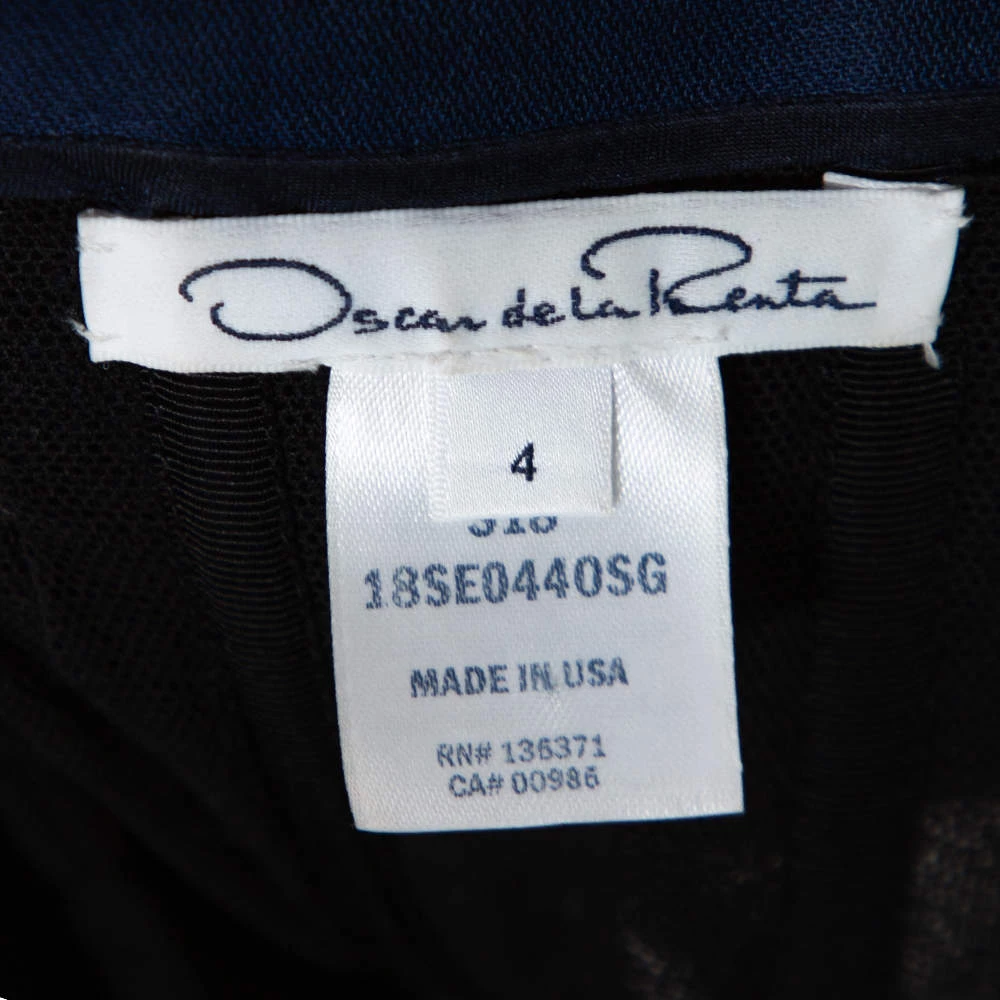 Oscar de la Renta
4
18SE0440SG
MADE IN USA
RN# 136371
CA# 00986